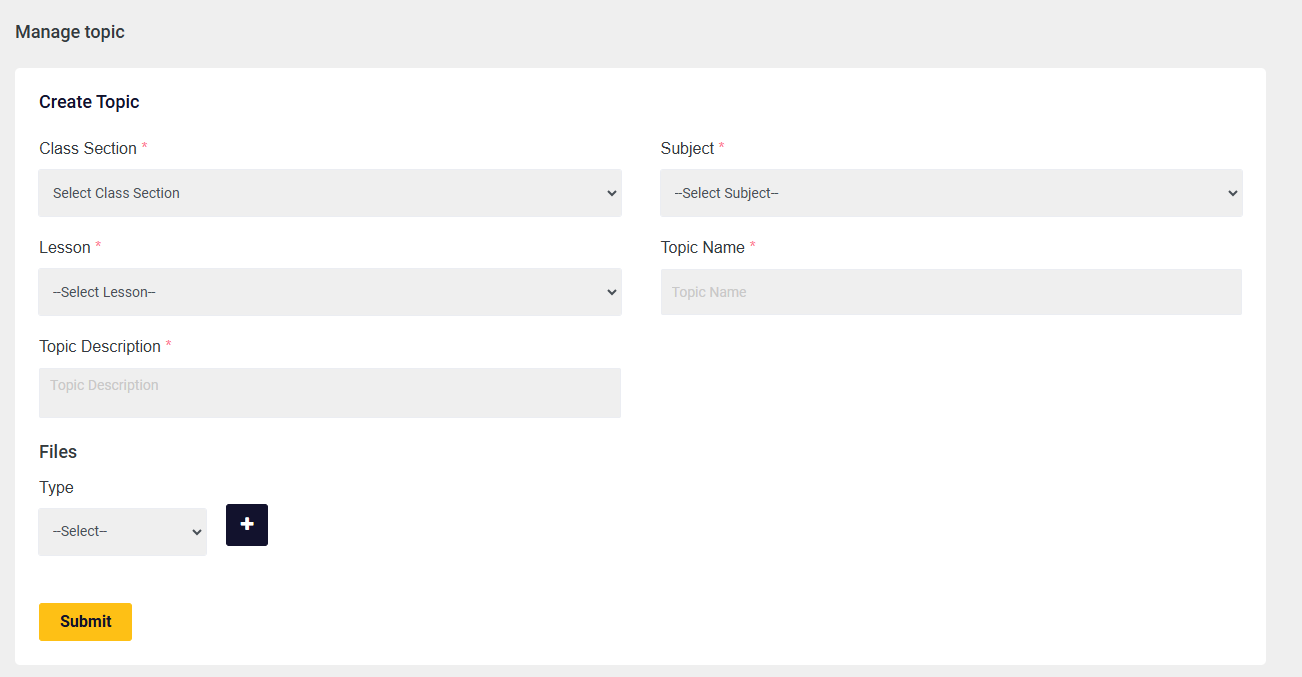 Manage topic
Create Topic
Class Section *
Subject *
Select Class Section
--Select Subject--
Lesson *
Topic Name *
--Select Lesson--
Topic Name
Topic Description *
Topic Description
Files
Type
--Select--
+
Submit